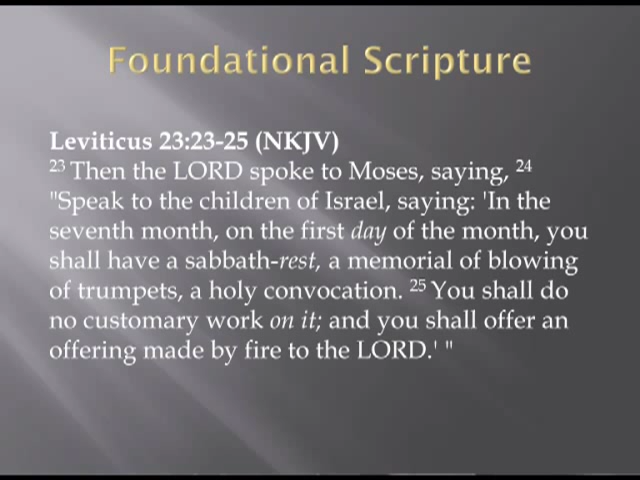 Foundational Scripture
Leviticus 23:23-25 (NKJV)
23 Then the LORD spoke to Moses, saying, 24
"Speak to the children of Israel, saying: 'In the
seventh month, on the first day of the month, you
shall have a sabbath-rest, a memorial of blowing
of trumpets, a holy convocation. 25 You shall do
no customary work on it; and you shall offer an
offering made by fire to the LORD.' "